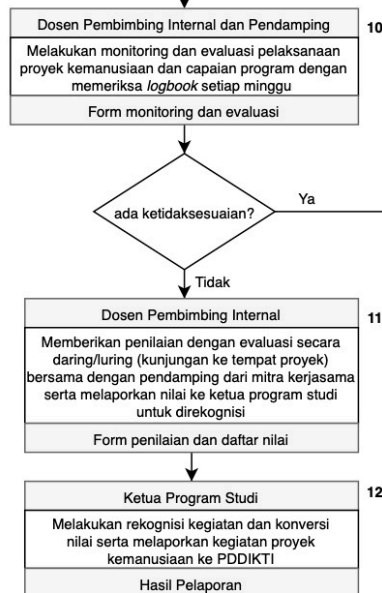 Dosen Pembimbing Internal dan Pendamping
10
Melakukan monitoring dan evaluasi pelaksanaan
proyek kemanusiaan dan capaian program dengan
memeriksa logbook setiap minggu
Form monitoring dan evaluasi
ada ketidaksesuaian?
Ya
Tidak
Dosen Pembimbing Internal
11
Memberikan penilaian dengan evaluasi secara
daring/luring (kunjungan ke tempat proyek)
bersama dengan pendamping dari mitra kerjasama
serta melaporkan nilai ke ketua program studi
untuk direkognisi
Form penilaian dan daftar nilai
Ketua Program Studi
12
Melakukan rekognisi kegiatan dan konversi
nilai serta melaporkan kegiatan proyek
kemanusiaan ke PDDIKTI
Hasil Pelaporan